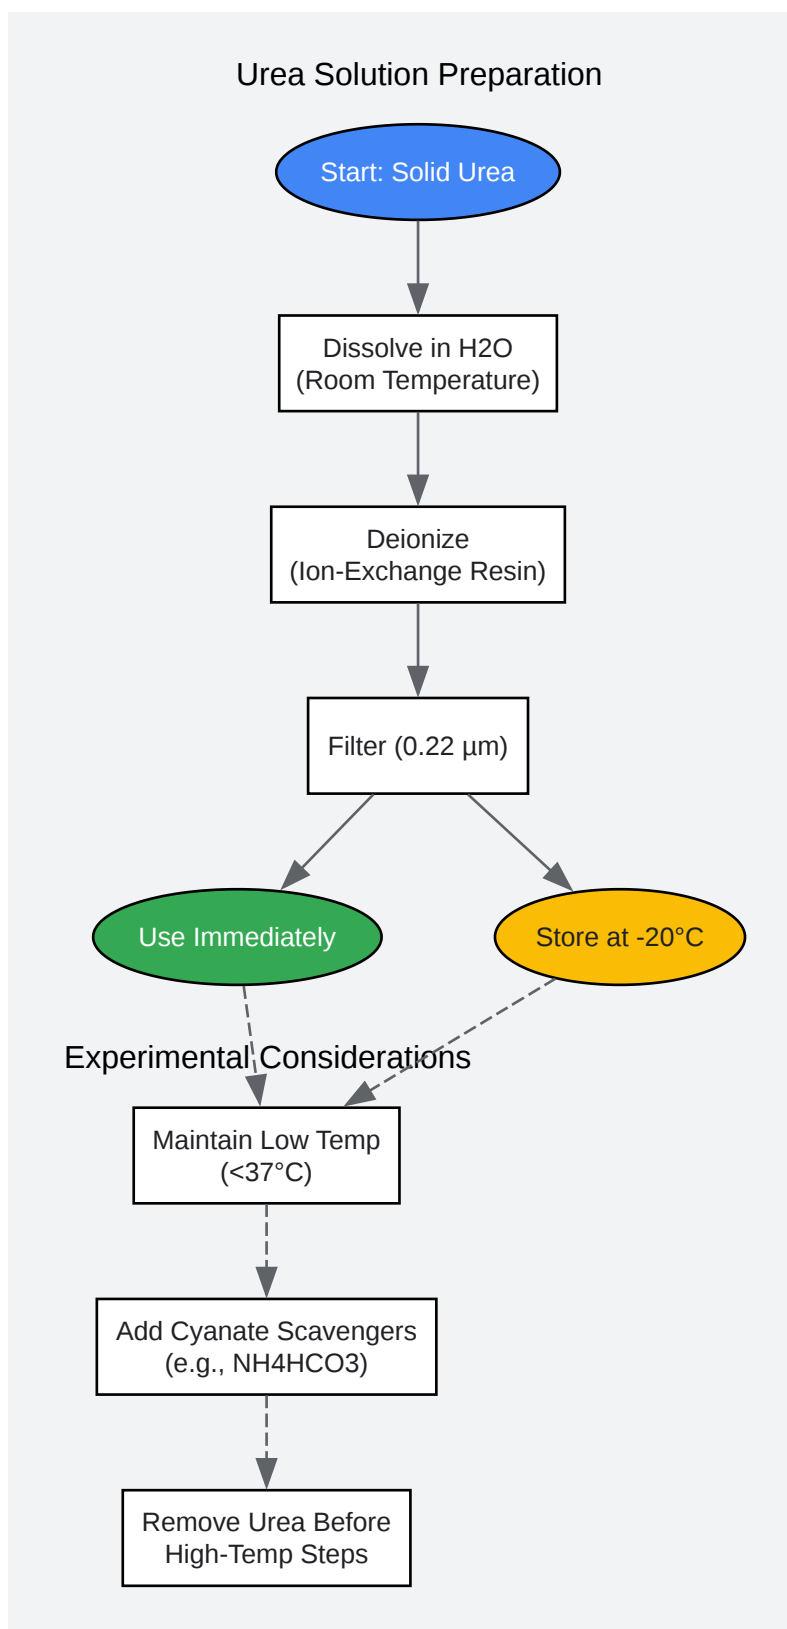 Urea Solution Preparation
Start: Solid Urea
Dissolve in H2O
(Room Temperature)
Deionize
(Ion-Exchange Resin)
Filter (0.22 µm)
Use Immediately
Store at -20°C
Experimental Considerations
Maintain Low Temp
(<37°C)
Add Cyanate Scavengers
(e.g., NH4HCO3)
Remove Urea Before
High-Temp Steps